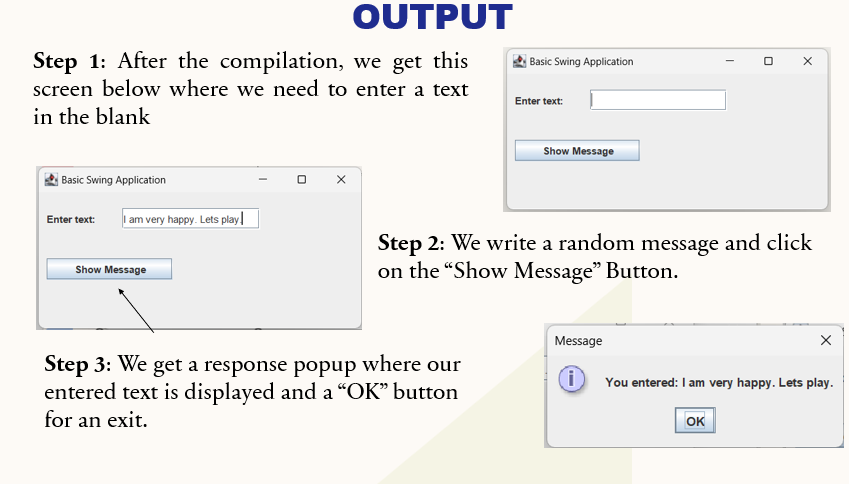 OUTPUT
Step 1: After the compilation, we get this
screen below where we need to enter a text
in the blank
Basic Swing Application
Enter text:
Show Message
Basic Swing Application
Enter text: I am very happy. Lets play.
Show Message
Step 2: We write a random message and click
on the “Show Message” Button.
Step 3: We get a response popup where our
entered text is displayed and a “OK” button
for an exit.
Message
You entered: I am very happy. Lets play.
OK